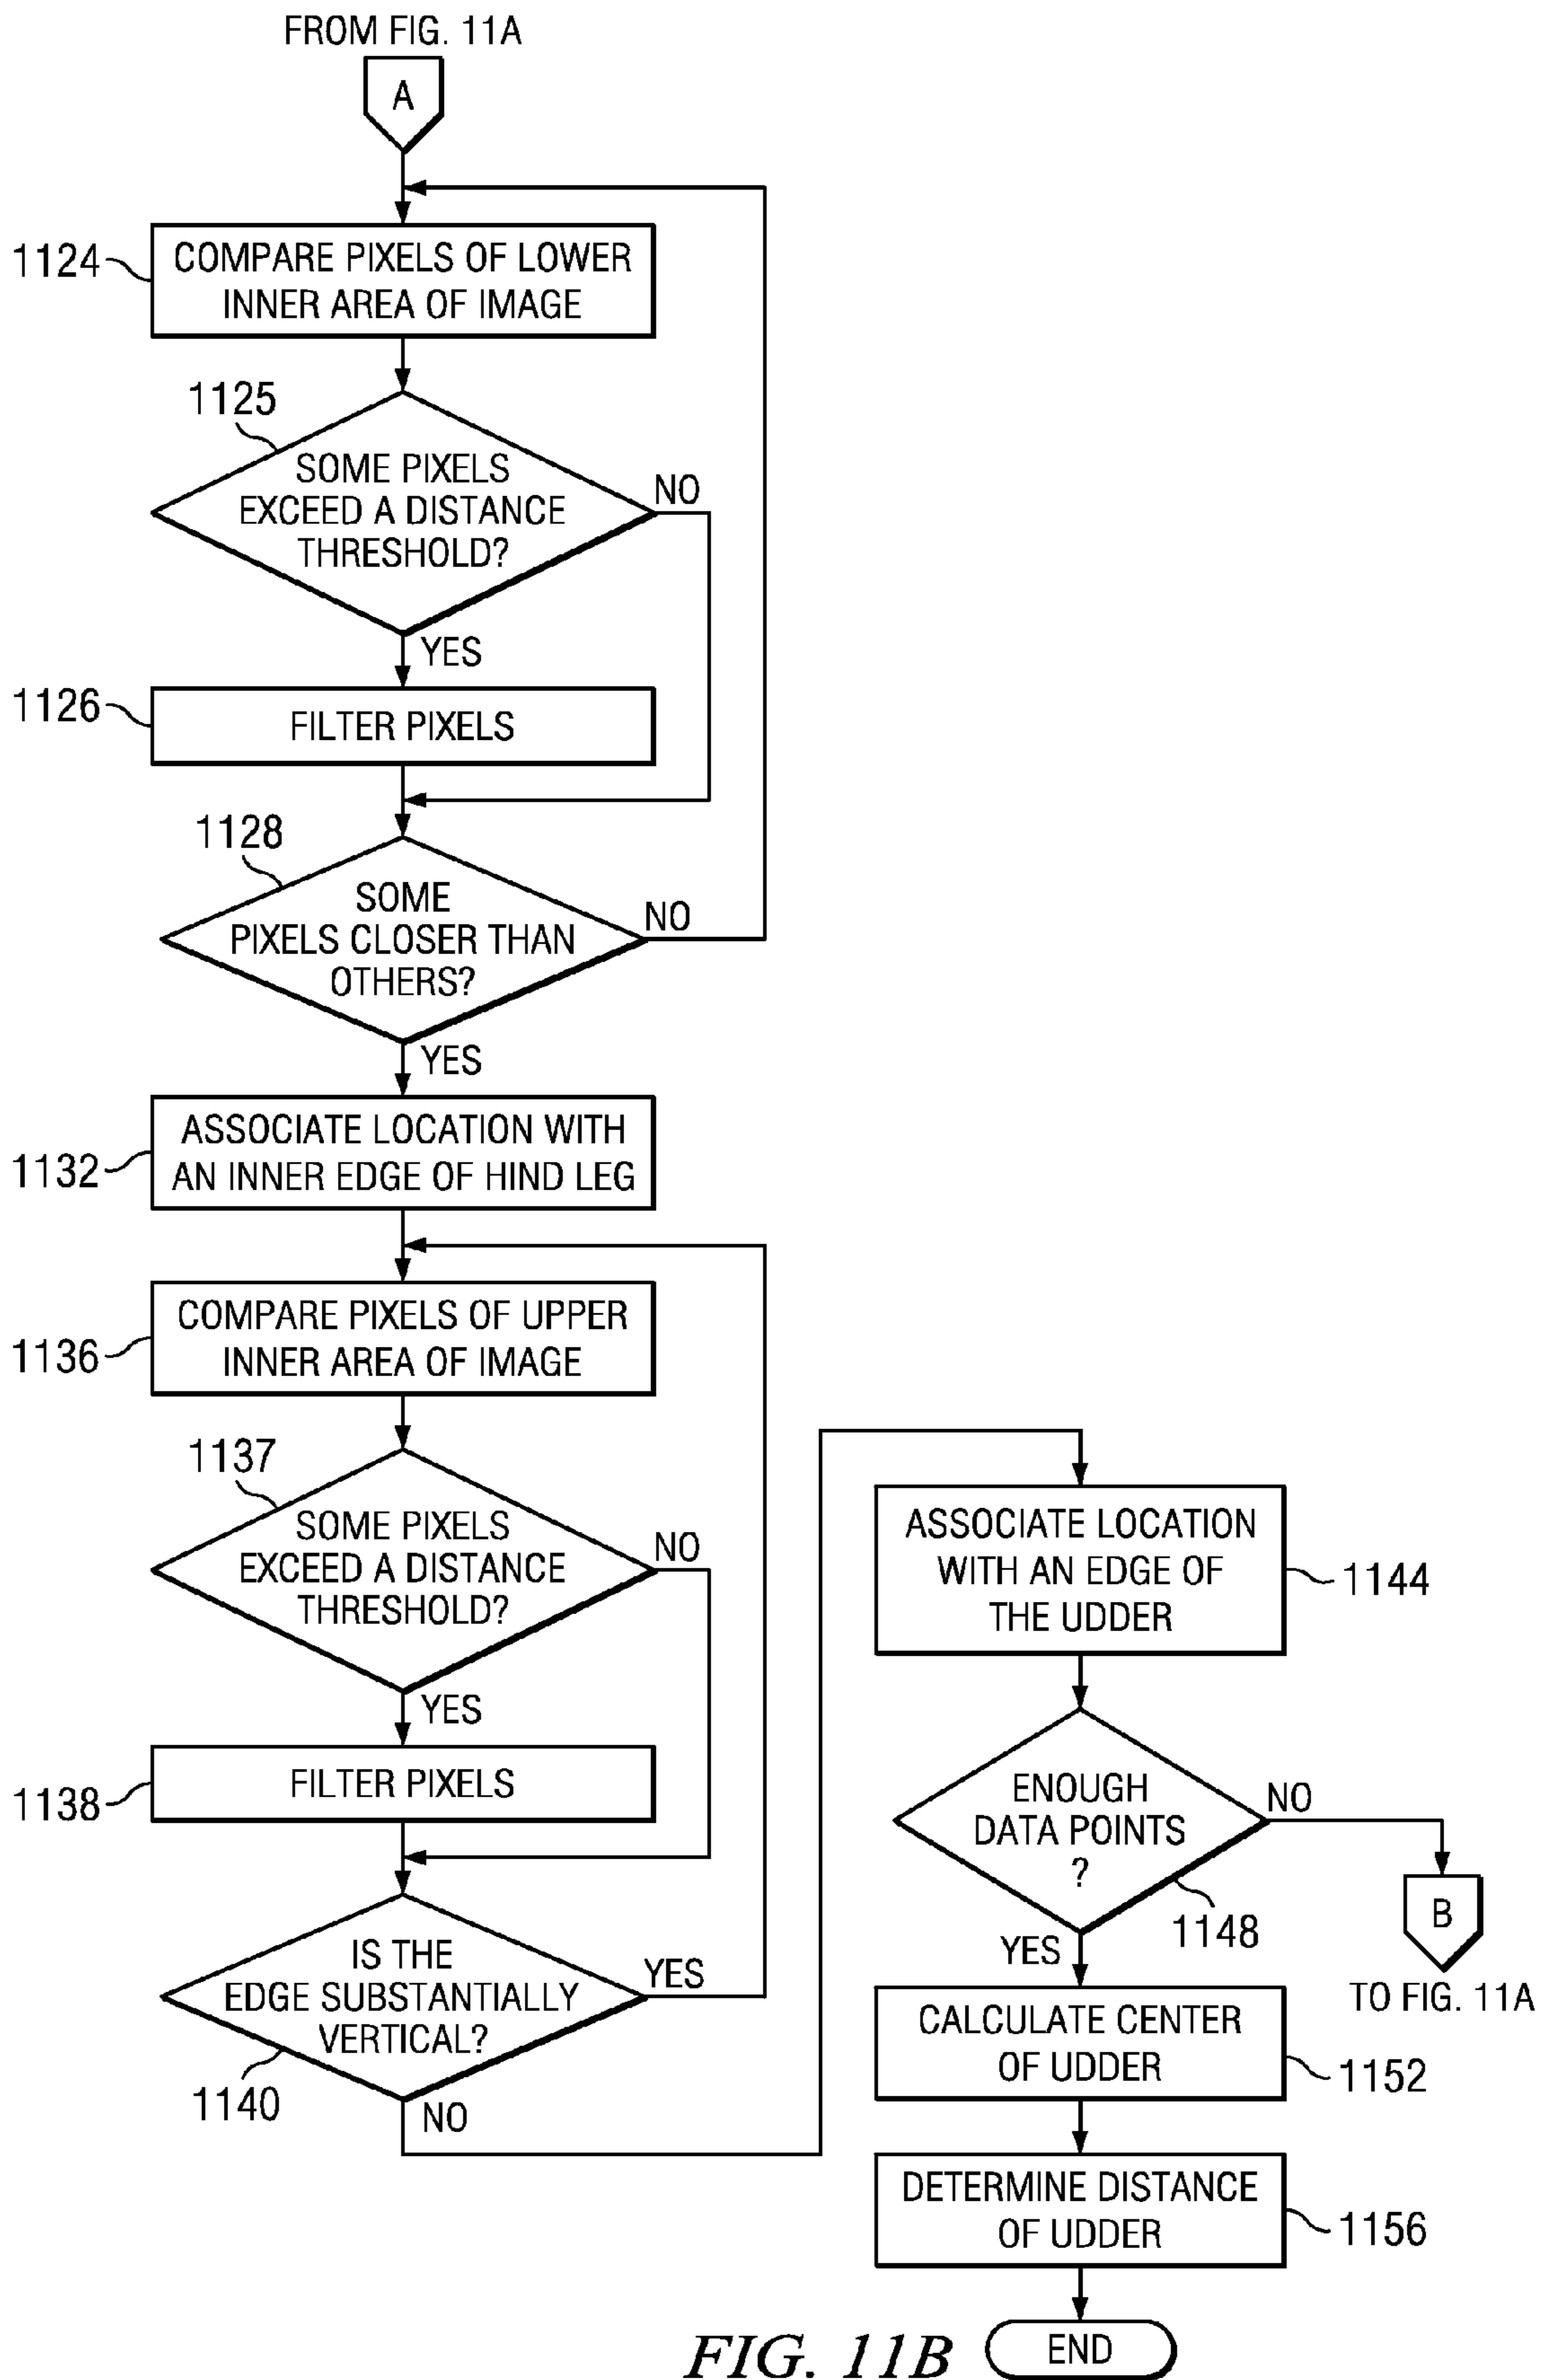 FROM FIG. 11A
A
1124
COMPARE PIXELS OF LOWER
INNER AREA OF IMAGE
1125
SOME PIXELS
EXCEED A DISTANCE
THRESHOLD?
NO
YES
1126
FILTER PIXELS
1128
SOME
PIXELS CLOSER THAN
OTHERS?
NO
YES
1132
ASSOCIATE LOCATION WITH
AN INNER EDGE OF HIND LEG
1136
COMPARE PIXELS OF UPPER
INNER AREA OF IMAGE
1137
SOME PIXELS
EXCEED A DISTANCE
THRESHOLD?
NO
YES
1138
FILTER PIXELS
IS THE
EDGE SUBSTANTIALLY
VERTICAL?
YES
1140
NO
ASSOCIATE LOCATION
WITH AN EDGE OF
THE UDDER
1144
ENOUGH
DATA POINTS
?
NO
1148
YES
B
TO FIG. 11A
CALCULATE CENTER
OF UDDER
1152
DETERMINE DISTANCE
OF UDDER
1156
END
FIG. 11B